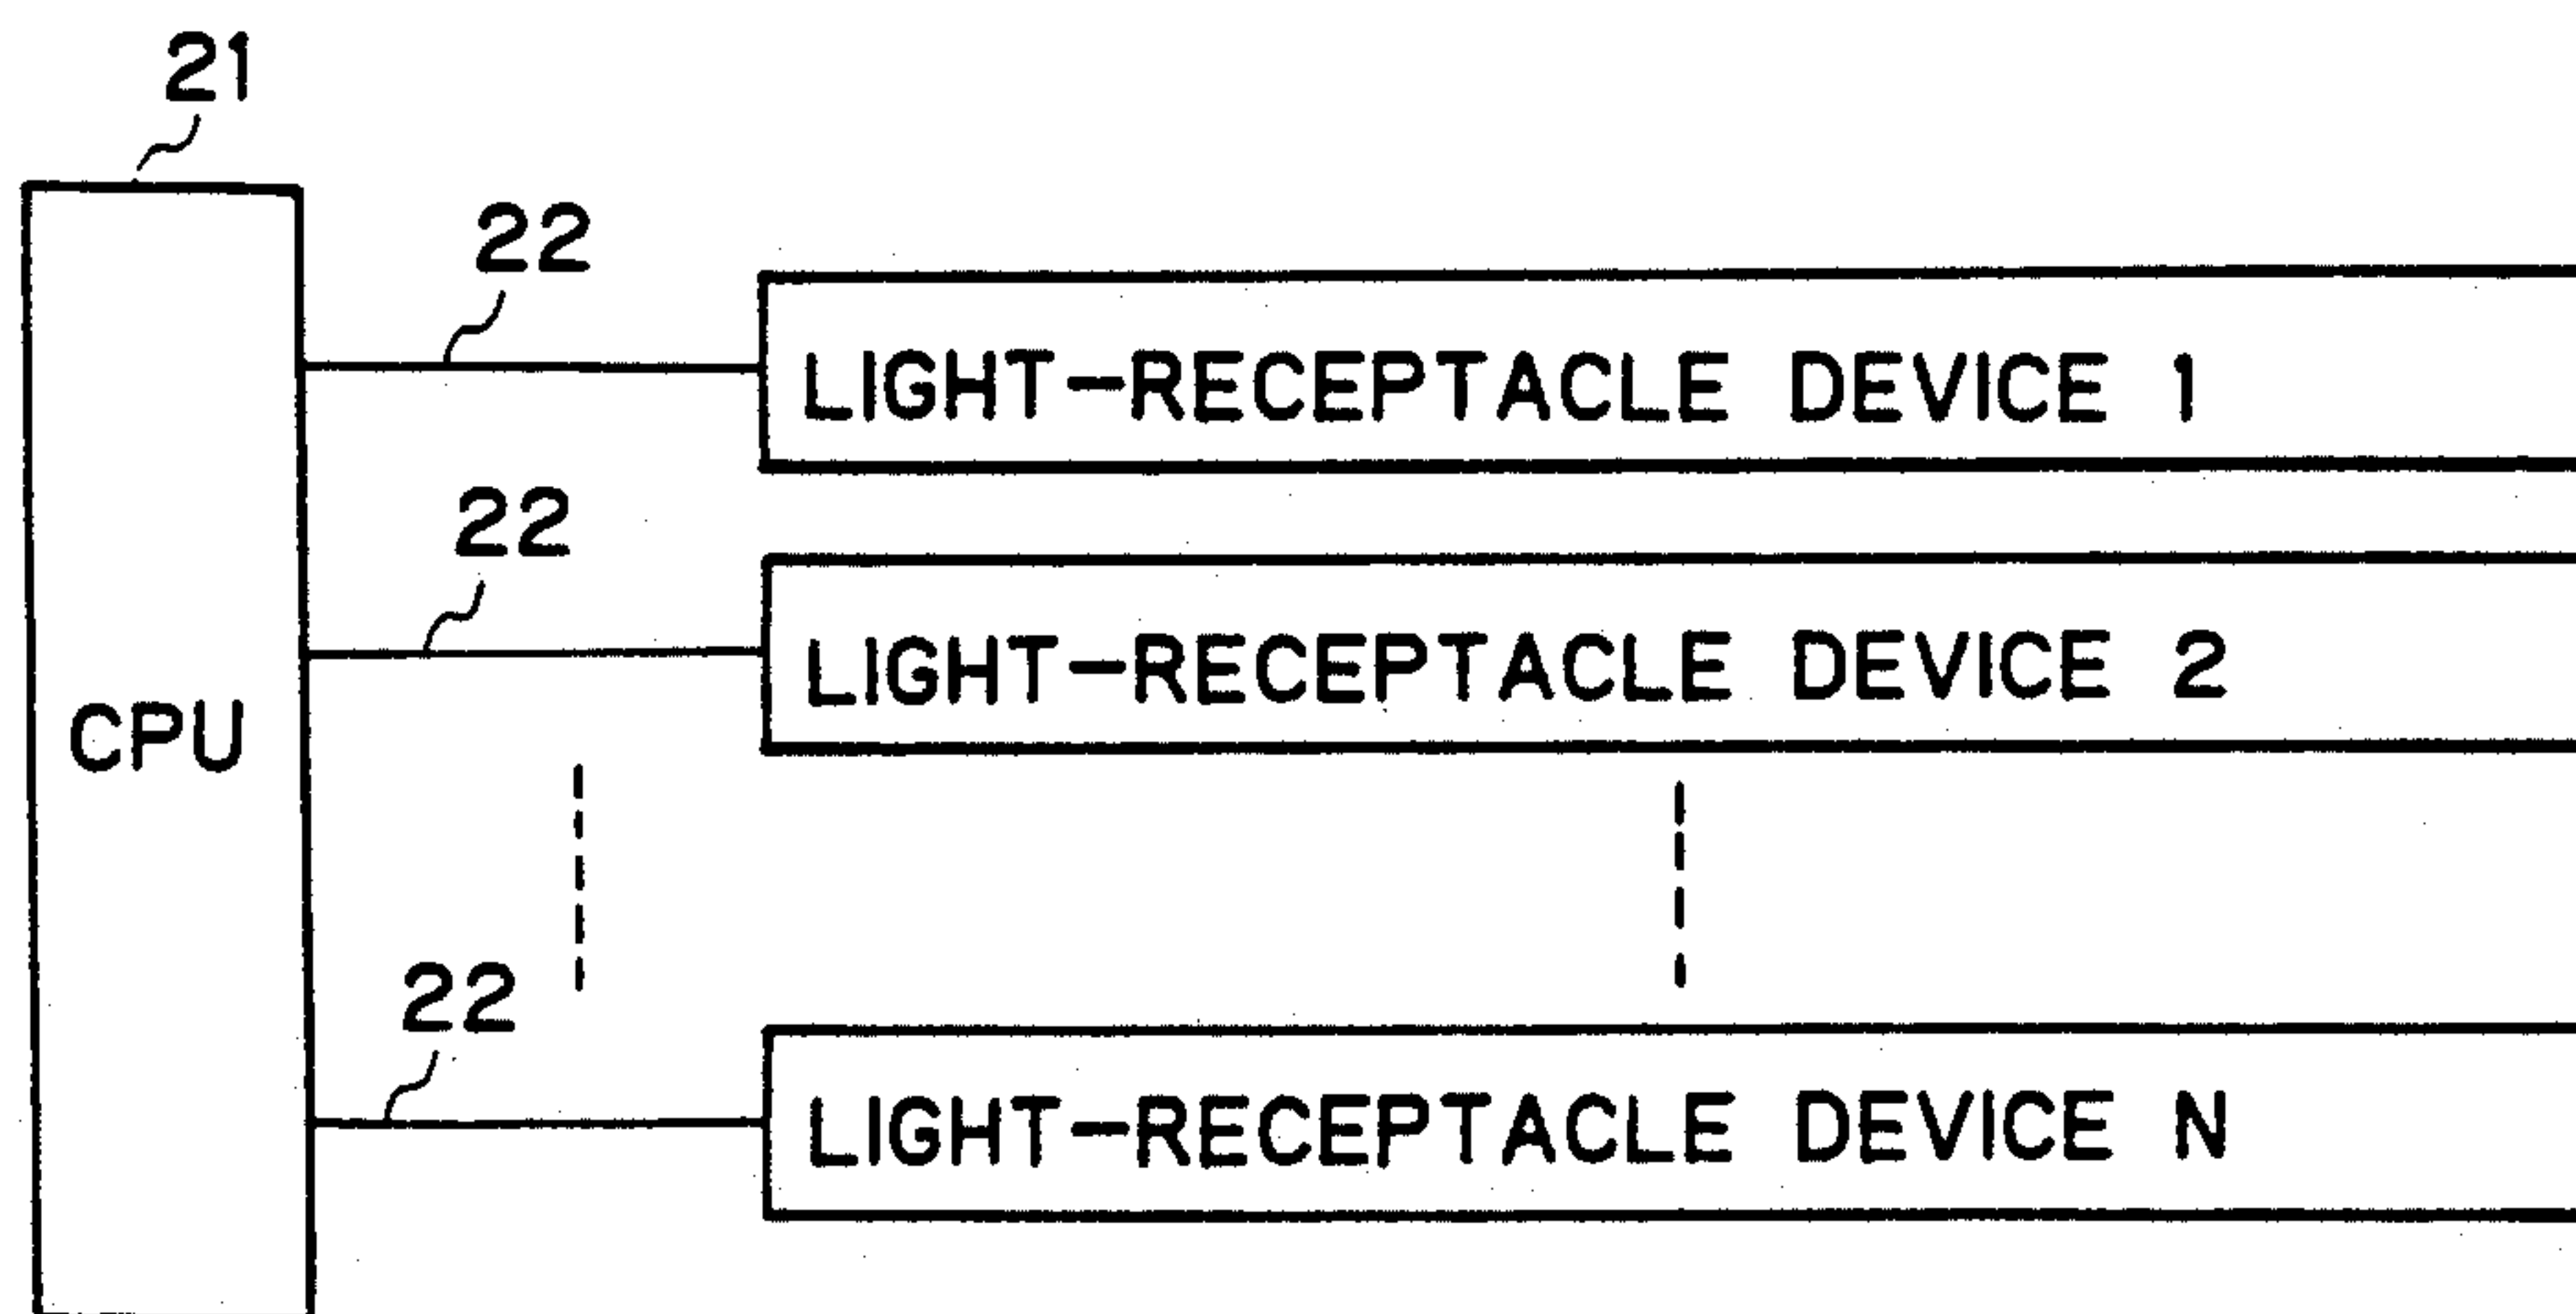 21
22
LIGHT-RECEPTACLE DEVICE 1
22
LIGHT-RECEPTACLE DEVICE 2
CPU
22
LIGHT-RECEPTACLE DEVICE N